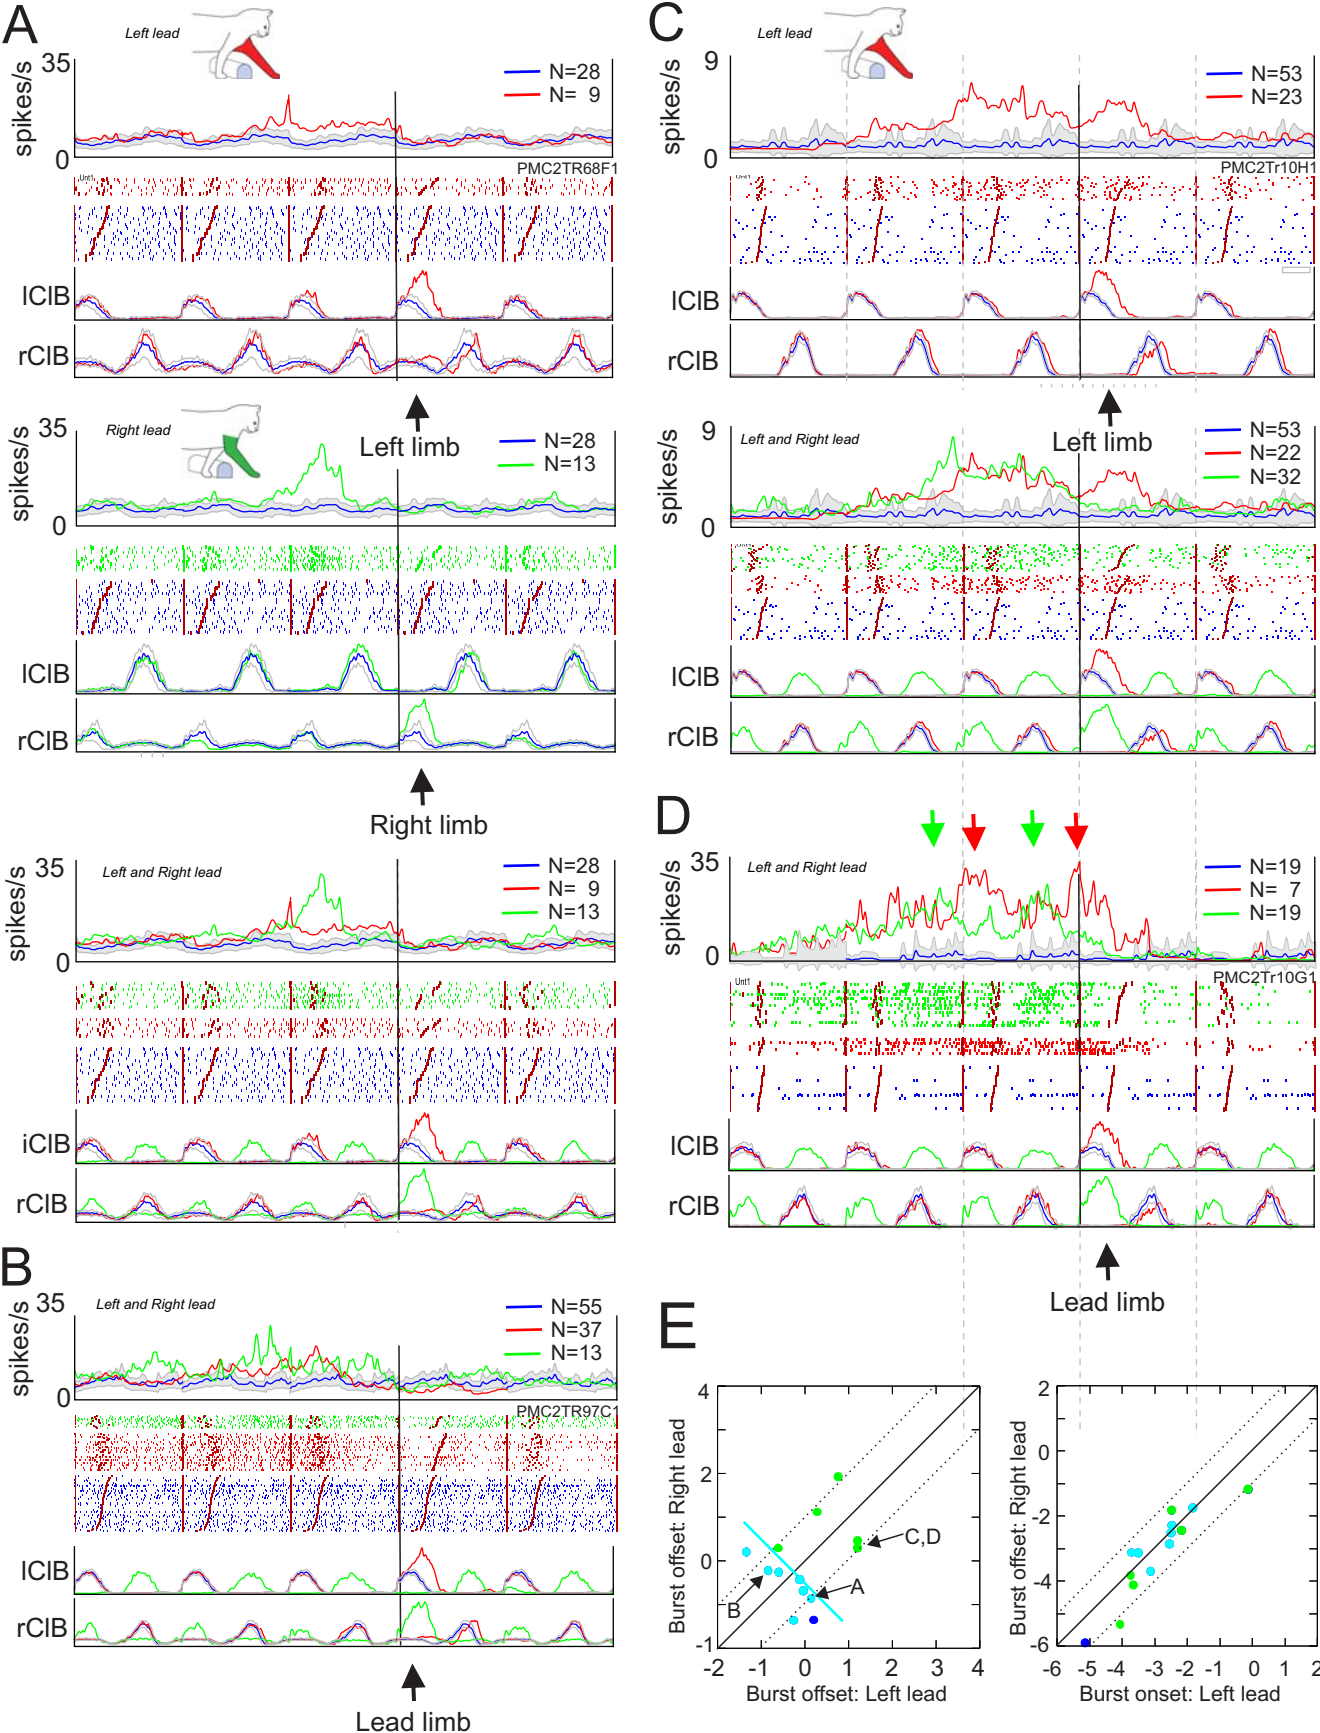 A
Left lead
35
spikes/s
0
N=28
N= 9
PMC2TR68F1
Unt1
lClB
rClB
Left limb
Right lead
35
spikes/s
0
N=28
N=13
lClB
rClB
Right limb
Left and Right lead
35
spikes/s
0
N=28
N= 9
N=13
iClB
rClB
B
Left and Right lead
35
spikes/s
0
N=55
N=37
N=13
PMC2TR97C1
lClB
rClB
Lead limb
C
Left lead
9
spikes/s
0
N=53
N=23
PMC2Tr10H1
Unt1
lClB
rClB
Left limb
Left and Right lead
9
spikes/s
0
N=53
N=22
N=32
lClB
rClB
D
Left and Right lead
35
spikes/s
0
N=19
N= 7
N=19
PMC2Tr10G1
Unt1
lClB
rClB
Lead limb
E
Burst offset: Right lead
4
2
0
-1
C,D
A
B
-2 -1 0 1 2 3 4
Burst offset: Left lead
Burst offset: Right lead
2
0
-2
-4
-6
-6 -5 -4 -3 -2 -1 0 1 2
Burst onset: Left lead